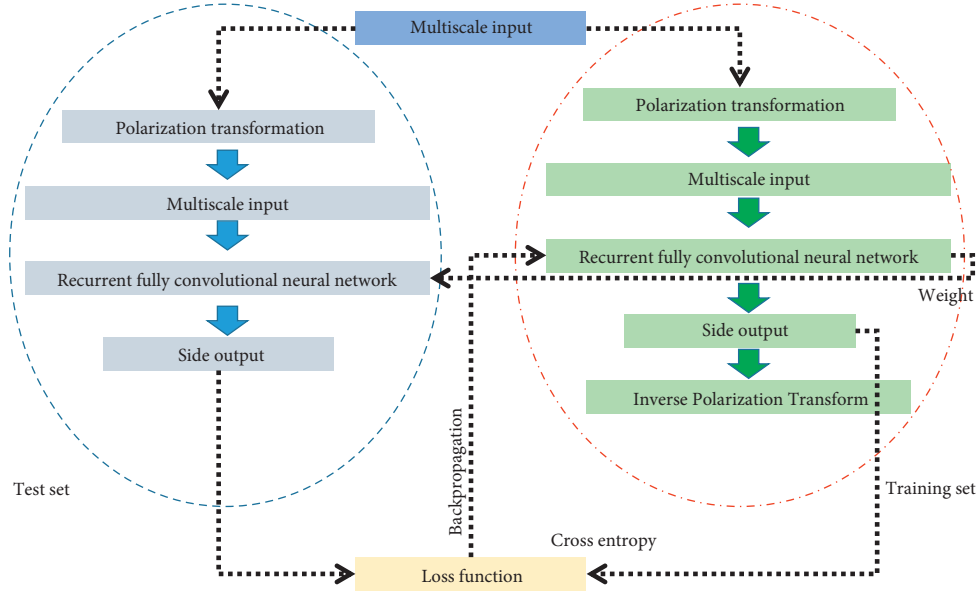 Multiscale input
Polarization transformation
Multiscale input
Recurrent fully convolutional neural network
Side output
Test set
Polarization transformation
Multiscale input
Recurrent fully convolutional neural network
Weight
Side output
Inverse Polarization Transform
Training set
Backpropagation
Cross entropy
Loss function